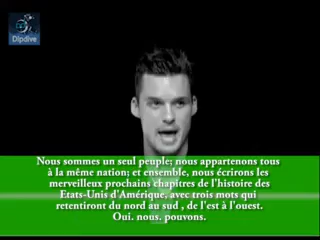 Dipdive
Nous sommes un seul peuple; nous appartenons tous
à la même nation; et ensemble, nous écrirons les
merveilleux prochains chapitres de l'histoire des
Etats-Unis d'Amérique, avec trois mots qui
retentiront du nord au sud , de l'est à l'ouest.
Oui. nous. pouvons.